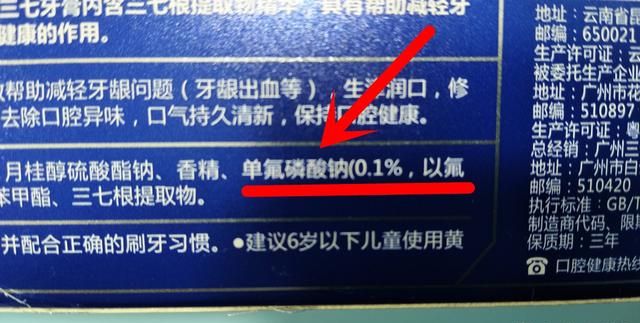 三七牙膏内含三七根提取物精华，具有帮助减轻牙
健康的作用。
帮助减轻牙龈问题（牙龈出血等），生津润口，修
去除口腔异味，口气持久清新，保持口腔健康。
月桂醇硫酸酯钠、香精、单氟磷酸钠(0.1%，以氟
苯甲酯、三七根提取物。
并配合正确的刷牙习惯。●建议6岁以下儿童使用黄
地址：云南省昆
邮编：650021
生产许可证：云
被委托生产企业
地址：广州市花
邮编：510897
生产许可证：粤
总经销：广州三
地址：广州市白
邮编：510420
执行标准：GB/T
制造商代码、限
保质期：三年
口腔健康热线